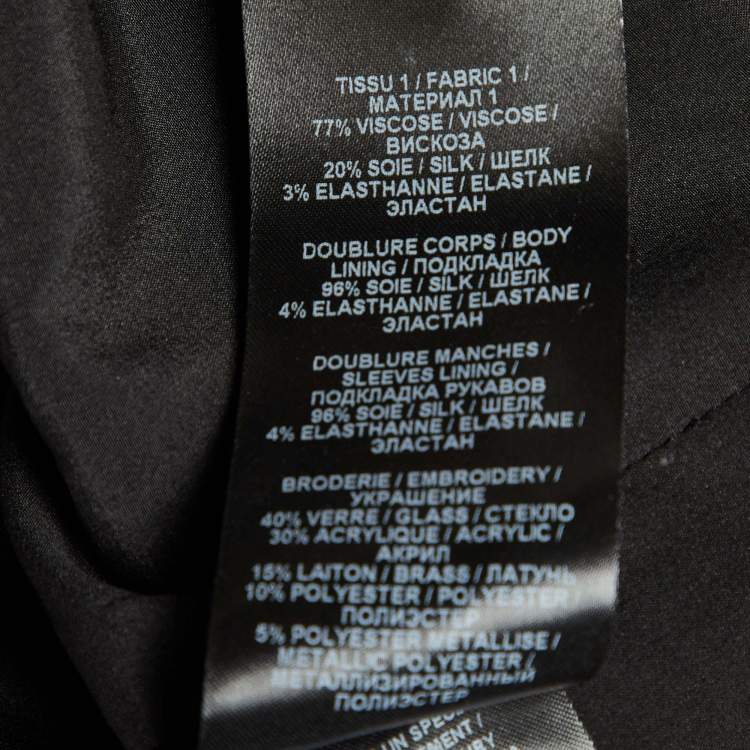 TISSU 1 / FABRIC 1 /
МАТЕРИАЛ 1
77% VISCOSE / VISCOSE /
ВИСКОЗА
20% SOIE / SILK / ШЕЛК
3% ELASTHANNE / ELASTANE /
ЭЛАСТАН
DOUBLURE CORPS / BODY
LINING / ПОДКЛАДКА
96% SOIE / SILK / ШЕЛК
4% ELASTHANNE / ELASTANE /
ЭЛАСТАН
DOUBLURE MANCHES /
SLEEVES LINING /
ПОДКЛАДКА РУКАВОВ
96% SOIE / SILK / ШЕЛК
4% ELASTHANNE / ELASTANE /
ЭЛАСТАН
BRODERIE / EMBROIDERY /
УКРАШЕНИЕ
40% VERRE / GLASS / СТЕКЛО
30% ACRYLIQUE / ACRYLIC /
АКРИЛ
15% LAITON / BRASS / ЛАТУНЬ
10% POLYESTER / POLYESTER /
ПОЛИЭСТЕР
5% POLYESTER METALLISE /
METALLIC POLYESTER /
МЕТАЛЛИЗИРОВАННЫЙ
ПОЛИЭСТЕР